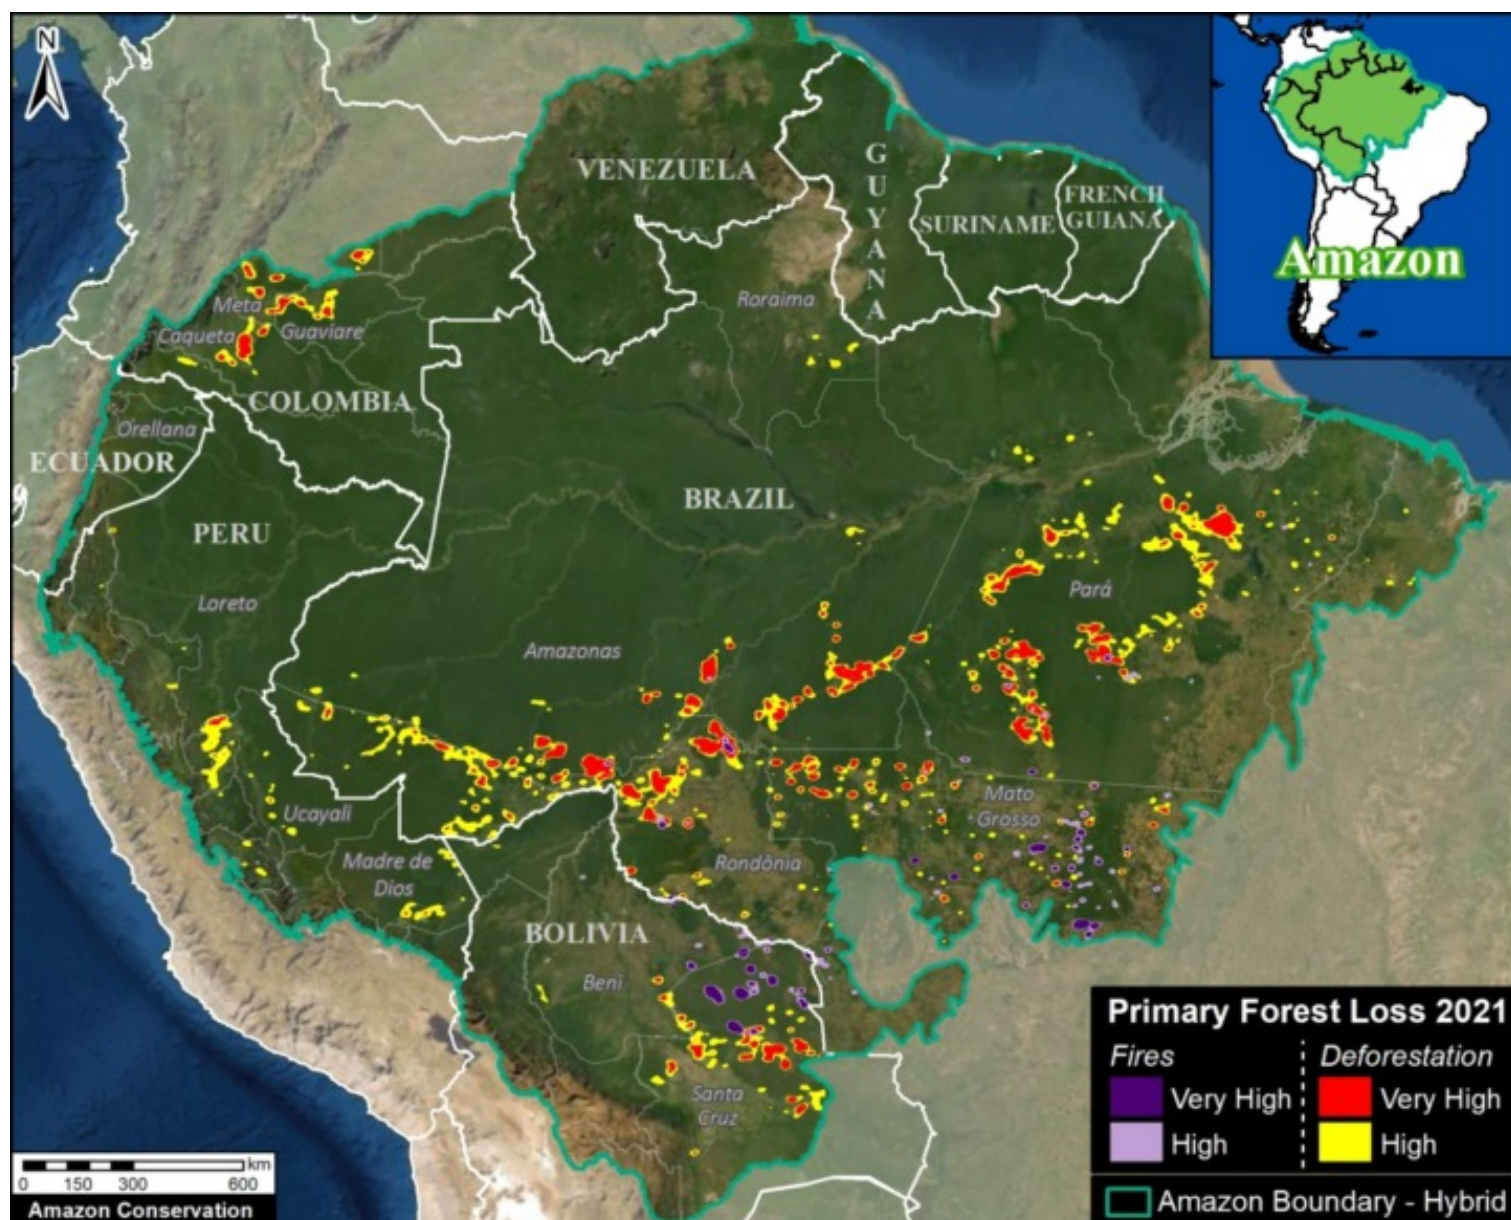 N
VENEZUELA
GUYANA
SURINAME
FRENCH
GUIANA
Amazon
Meta
Caqueta
Guaviare
Roraima
COLOMBIA
Orellana
ECUADOR
BRAZIL
PERU
Loreto
Pará
Amazonas
Ucayali
Mato
Grosso
Madre de
Dios
Rondônia
BOLIVIA
Beni
Santa
Cruz
Primary Forest Loss 2021
Fires Deforestation
Very High Very High
High High
Amazon Boundary - Hybrid
km
0 150 300 600
Amazon Conservation